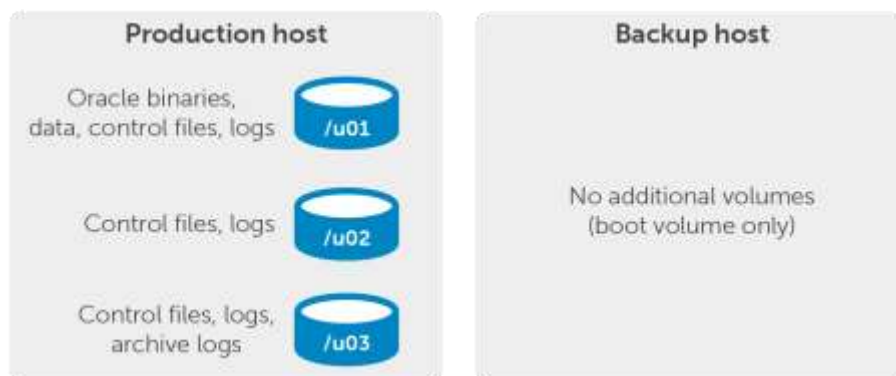 Production host
Oracle binaries,
data, control files, logs
/u01
Control files, logs
/u02
Control files, logs,
archive logs
/u03
Backup host
No additional volumes
(boot volume only)